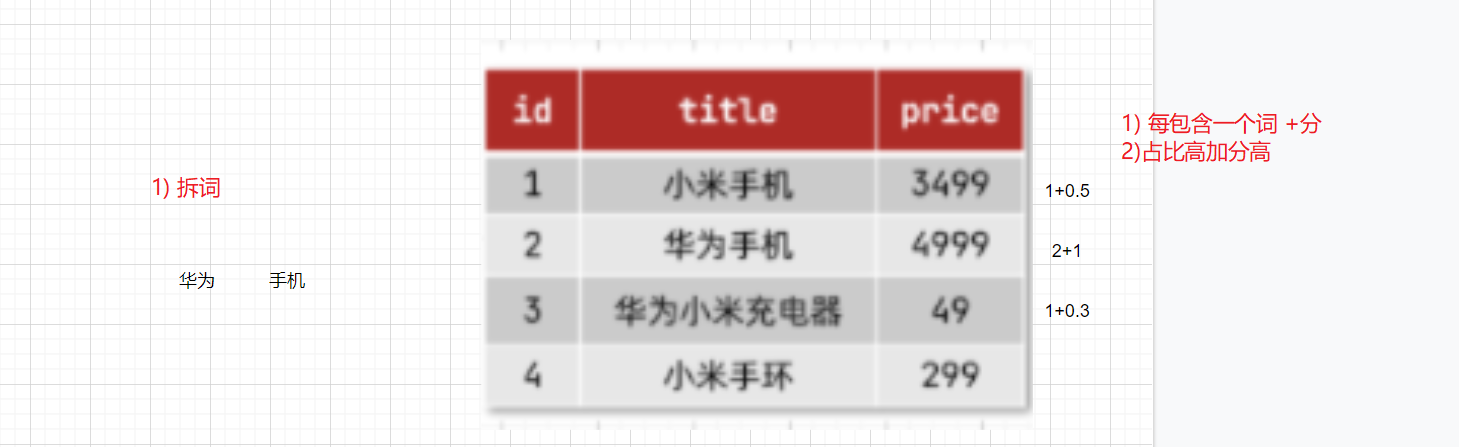 1) 拆词
华为 手机
id title price
1 小米手机 3499
2 华为手机 4999
3 华为小米充电器 49
4 小米手环 299
1+0.5
2+1
1+0.3
1) 每包含一个词 +分
2)占比高加分高